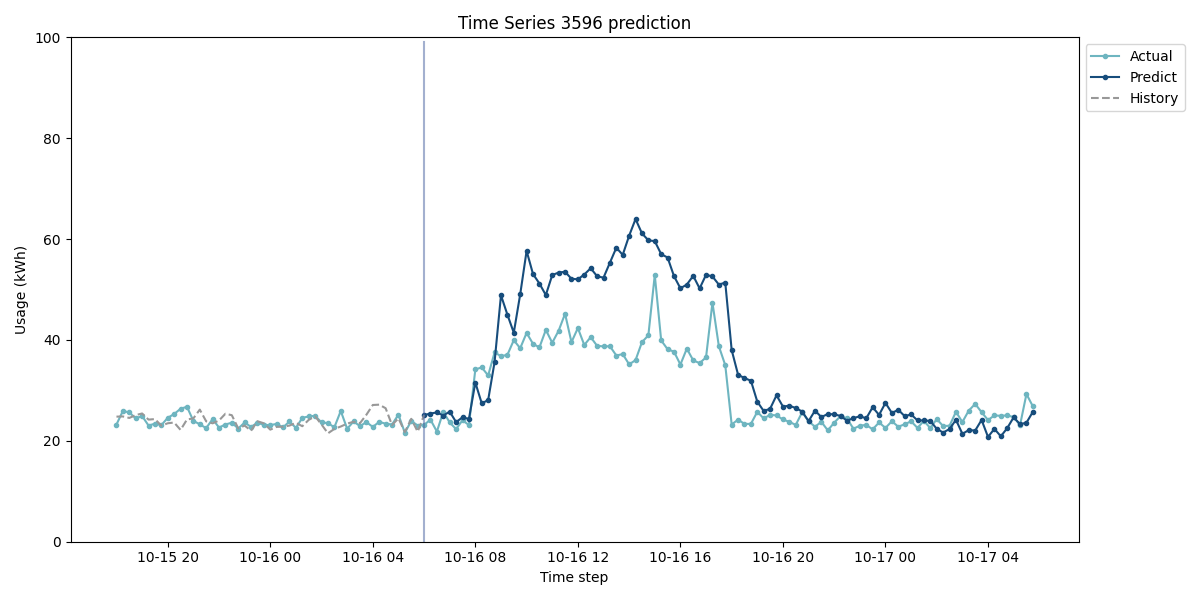 Time Series 3596 prediction
100
80
60
40
20
0
Usage (kWh)
10-15 20
10-16 00
10-16 04
10-16 08
10-16 12
10-16 16
10-16 20
10-17 00
10-17 04
Time step
Actual
Predict
History